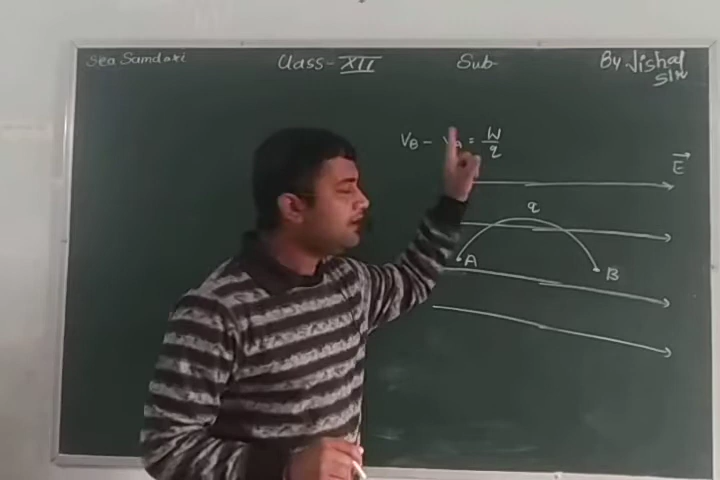 Sea Samdari Class - XII Sub By Vishal
Sir
V_B - V_A = W/q
E⃗
q
A
B